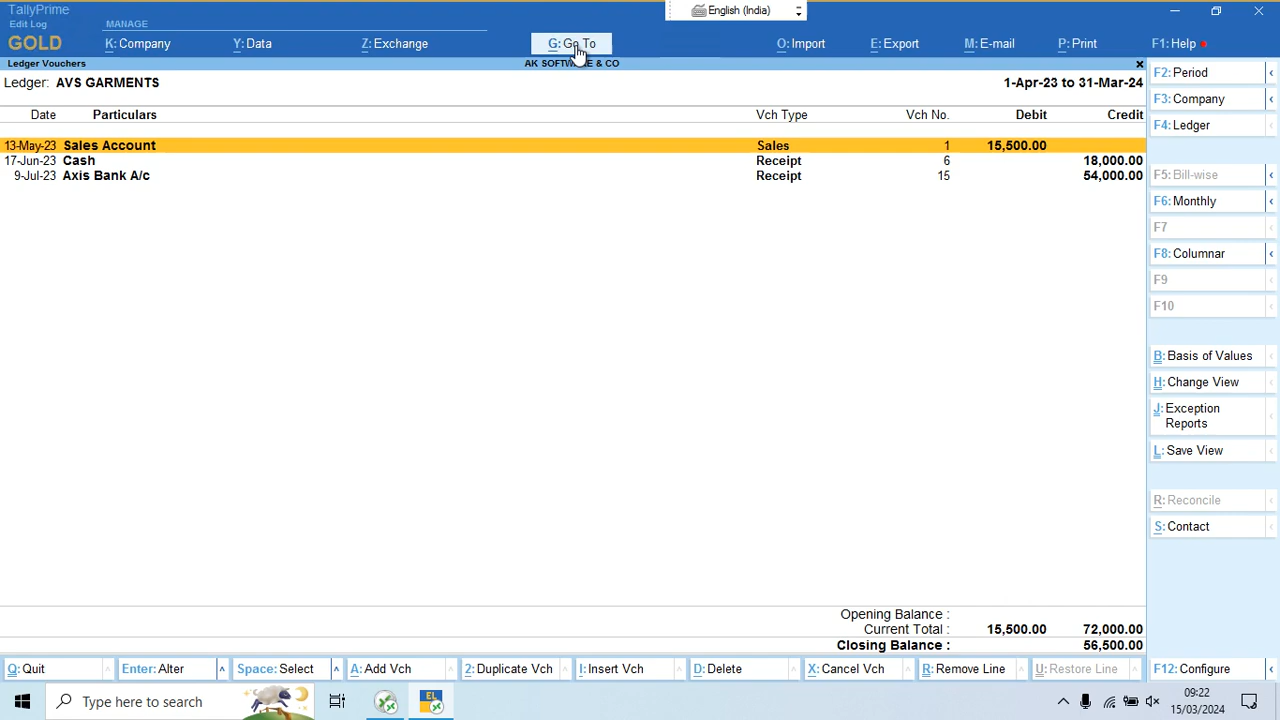 TallyPrime
English (India)
Edit Log
MANAGE
GOLD
K: Company
Y: Data
Z: Exchange
G: Go To
O: Import
E: Export
M: E-mail
P: Print
F1: Help
Ledger Vouchers
AK SOFTWARE & CO
Ledger: AVS GARMENTS
1-Apr-23 to 31-Mar-24
Date Particulars Vch Type Vch No. Debit Credit
13-May-23 Sales Account Sales 1 15,500.00
17-Jun-23 Cash Receipt 6 18,000.00
9-Jul-23 Axis Bank A/c Receipt 15 54,000.00
Opening Balance :
Current Total : 15,500.00 72,000.00
Closing Balance : 56,500.00
F2: Period
F3: Company
F4: Ledger
F5: Bill-wise
F6: Monthly
F7
F8: Columnar
F9
F10
B: Basis of Values
H: Change View
J: Exception
Reports
L: Save View
R: Reconcile
S: Contact
Q: Quit
Enter: Alter
Space: Select
A: Add Vch
2: Duplicate Vch
I: Insert Vch
D: Delete
X: Cancel Vch
R: Remove Line
U: Restore Line
F12: Configure
Type here to search
EL
09:22
15/03/2024